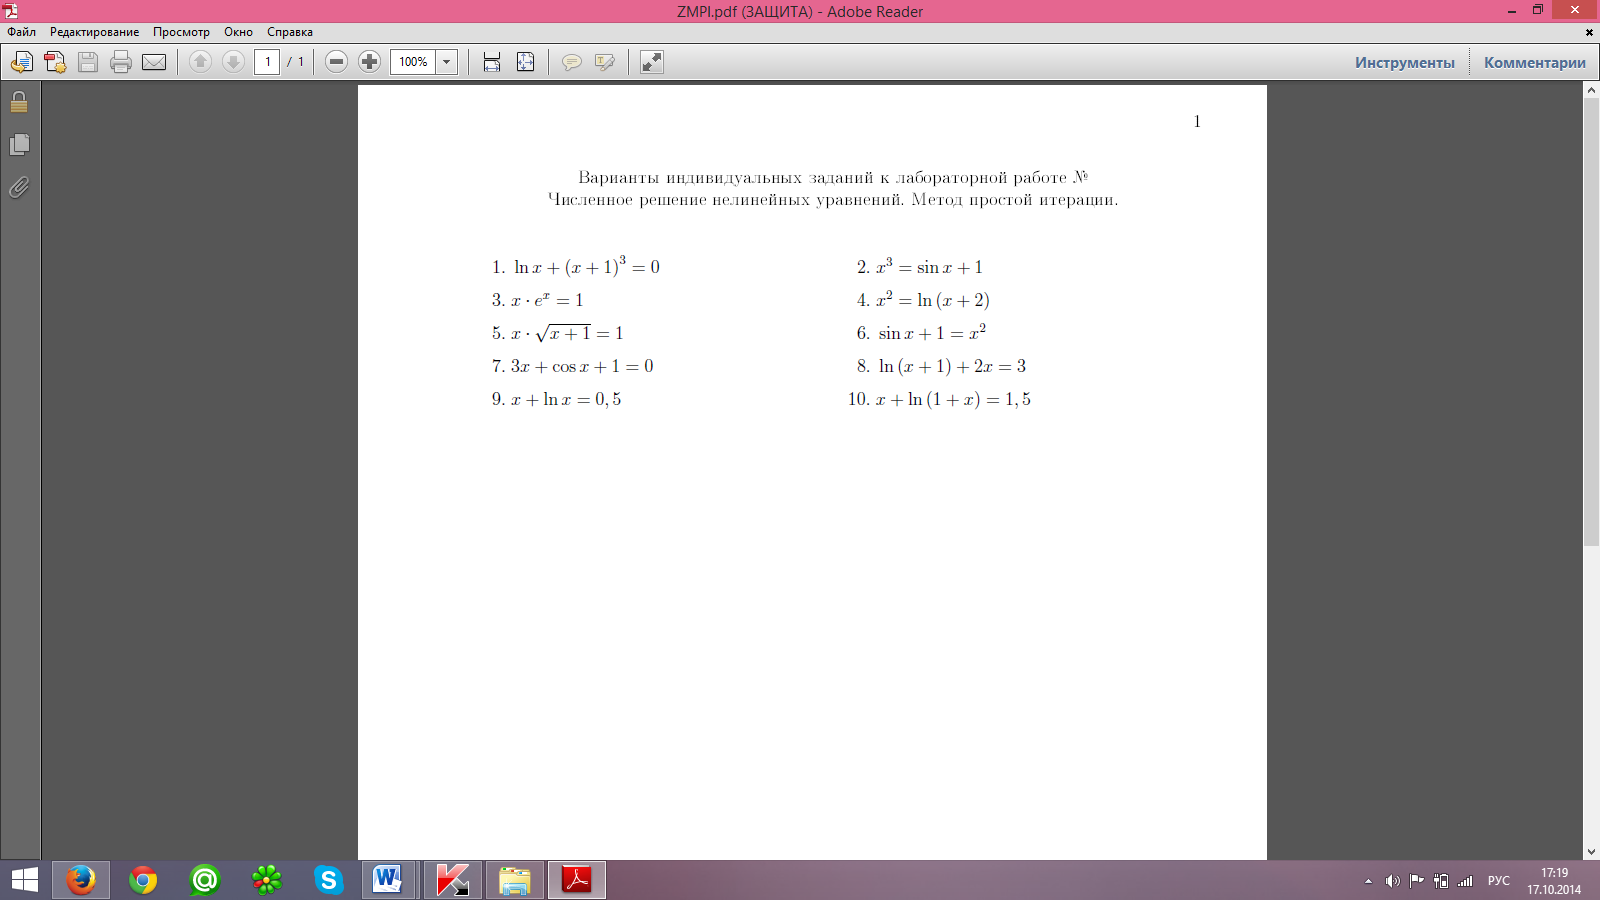 ZMPI.pdf (ЗАЩИТА) - Adobe Reader
Файл Редактирование Просмотр Окно Справка
1 / 1 100% Инструменты Комментарии
1
Варианты индивидуальных заданий к лабораторной работе №
Численное решение нелинейных уравнений. Метод простой итерации.
1. ln x + (x + 1)³ = 0 2. x³ = sin x + 1
3. x · eˣ = 1 4. x² = ln (x + 2)
5. x · √(x + 1) = 1 6. sin x + 1 = x²
7. 3x + cos x + 1 = 0 8. ln (x + 1) + 2x = 3
9. x + ln x = 0, 5 10. x + ln (1 + x) = 1, 5
РУС 17:19
17.10.2014